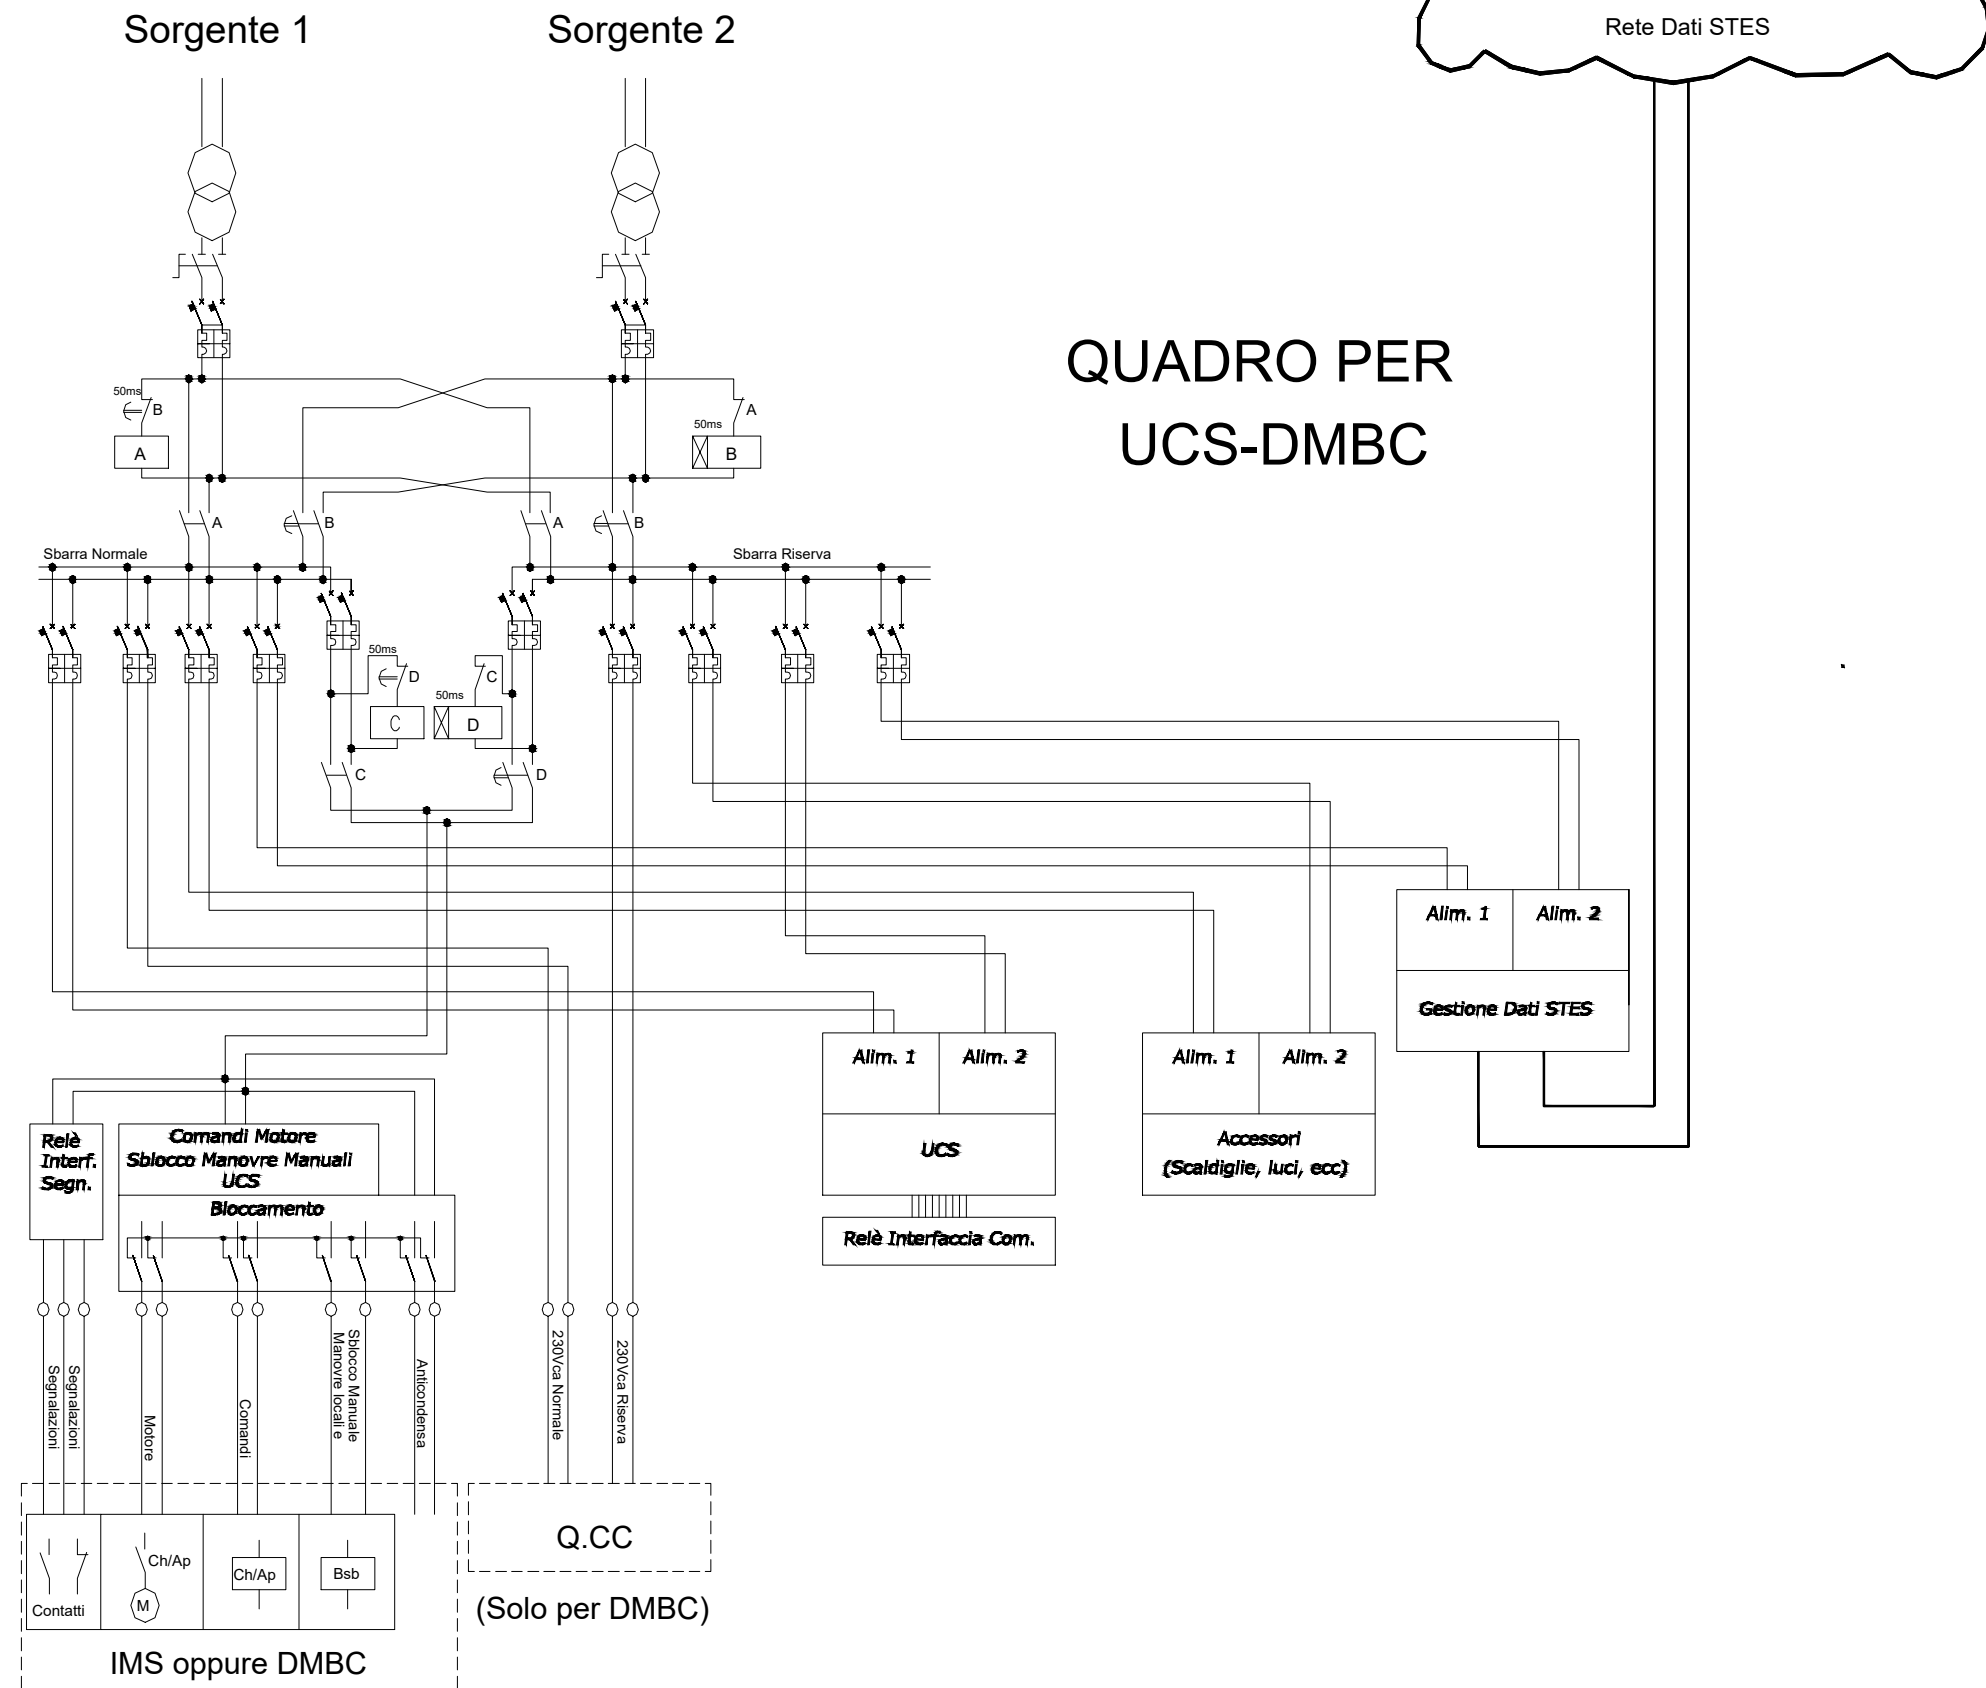 Sorgente 1
Sorgente 2
Rete Dati STES
QUADRO PER
UCS-DMBC
50ms
B
A
A
50ms
B
A
B
A
B
Sbarra Normale
Sbarra Riserva
50ms
D
C
C
50ms
D
C
D
Alim. 1
Alim. 2
Gestione Dati STES
Alim. 1
Alim. 2
UCS
Relè Interfaccia Com.
Alim. 1
Alim. 2
Accessori
(Scaldiglie, luci, ecc)
Relè
Interf.
Segn.
Comandi Motore
Sblocco Manovre Manuali
UCS
Bloccamento
Segnalazioni
Segnalazioni
Motore
Comandi
Sblocco Manuale
Manovre locali e
Anticondensa
230Vca Normale
230Vca Riserva
Contatti
Ch/Ap
M
Ch/Ap
Bsb
Q.CC
(Solo per DMBC)
IMS oppure DMBC